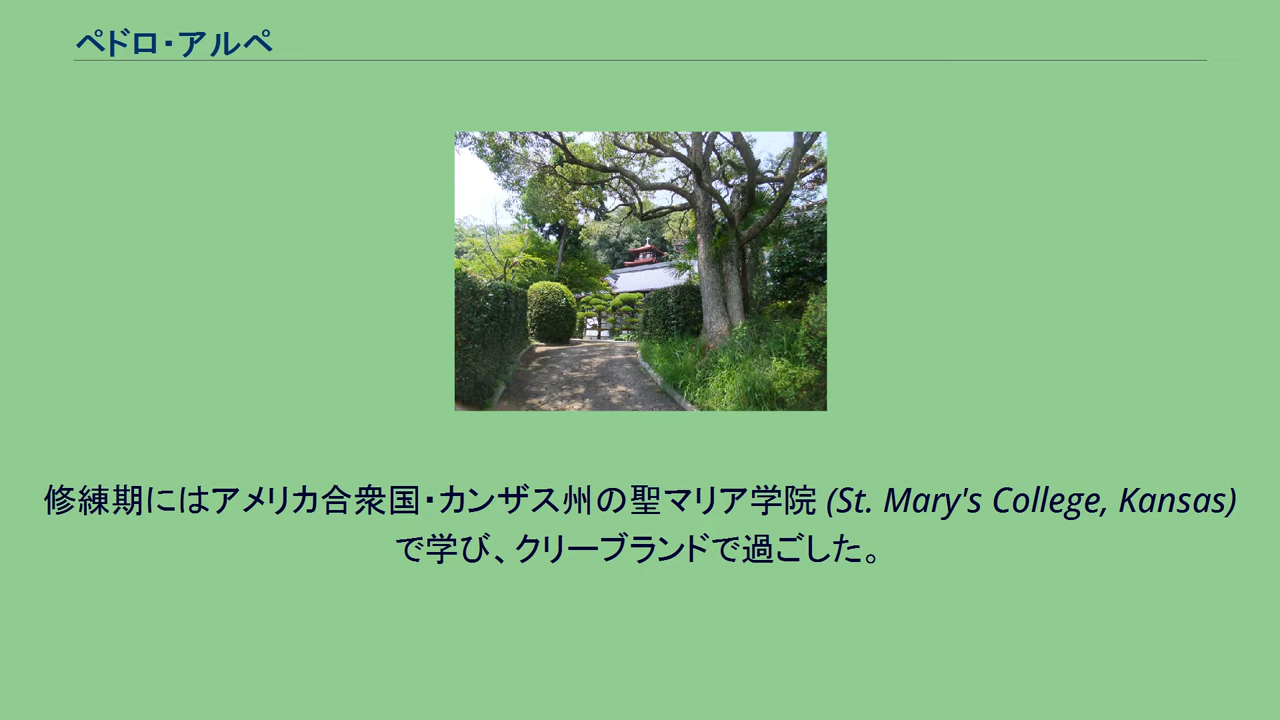 ペドロ・アルペ
修練期にはアメリカ合衆国・カンザス州の聖マリア学院 (St. Mary's College, Kansas)
で学び、クリーブランドで過ごした。